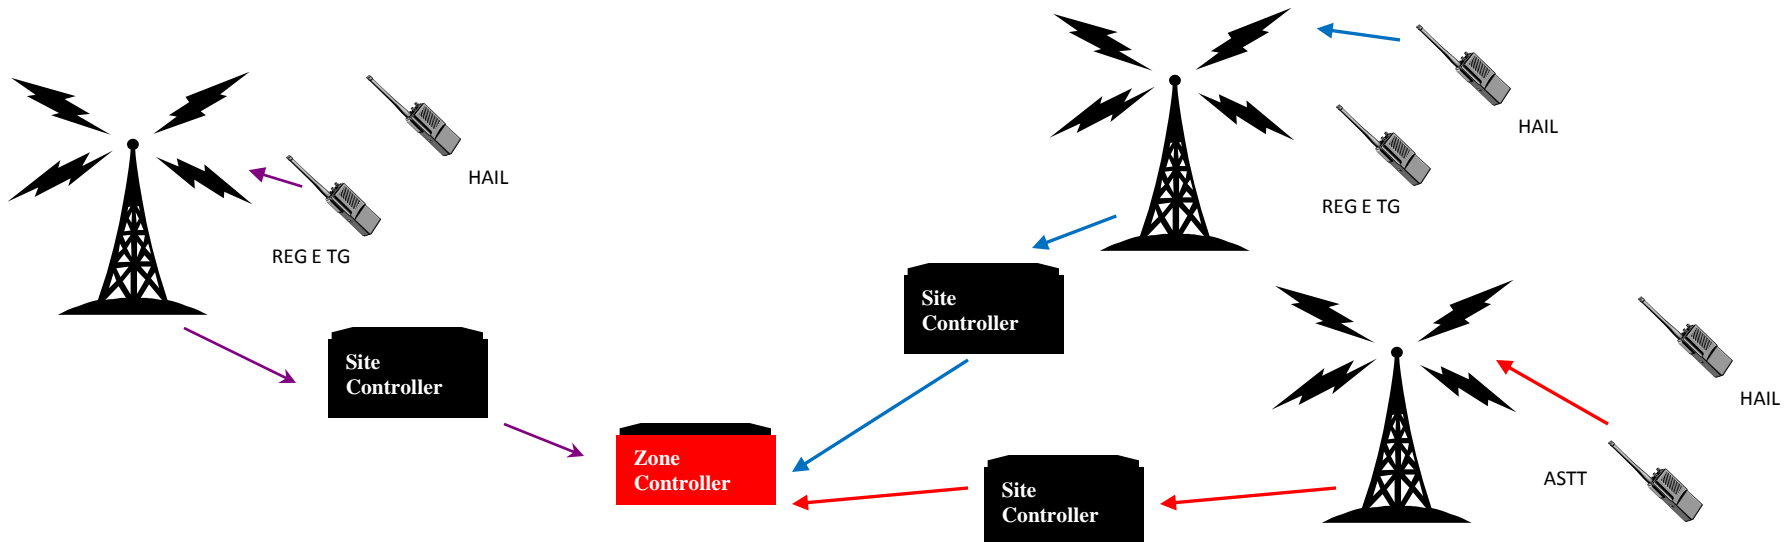 HAIL
HAIL
REG E TG
REG E TG
Site
Controller
Site
Controller
HAIL
Zone
Controller
ASTT
Site
Controller